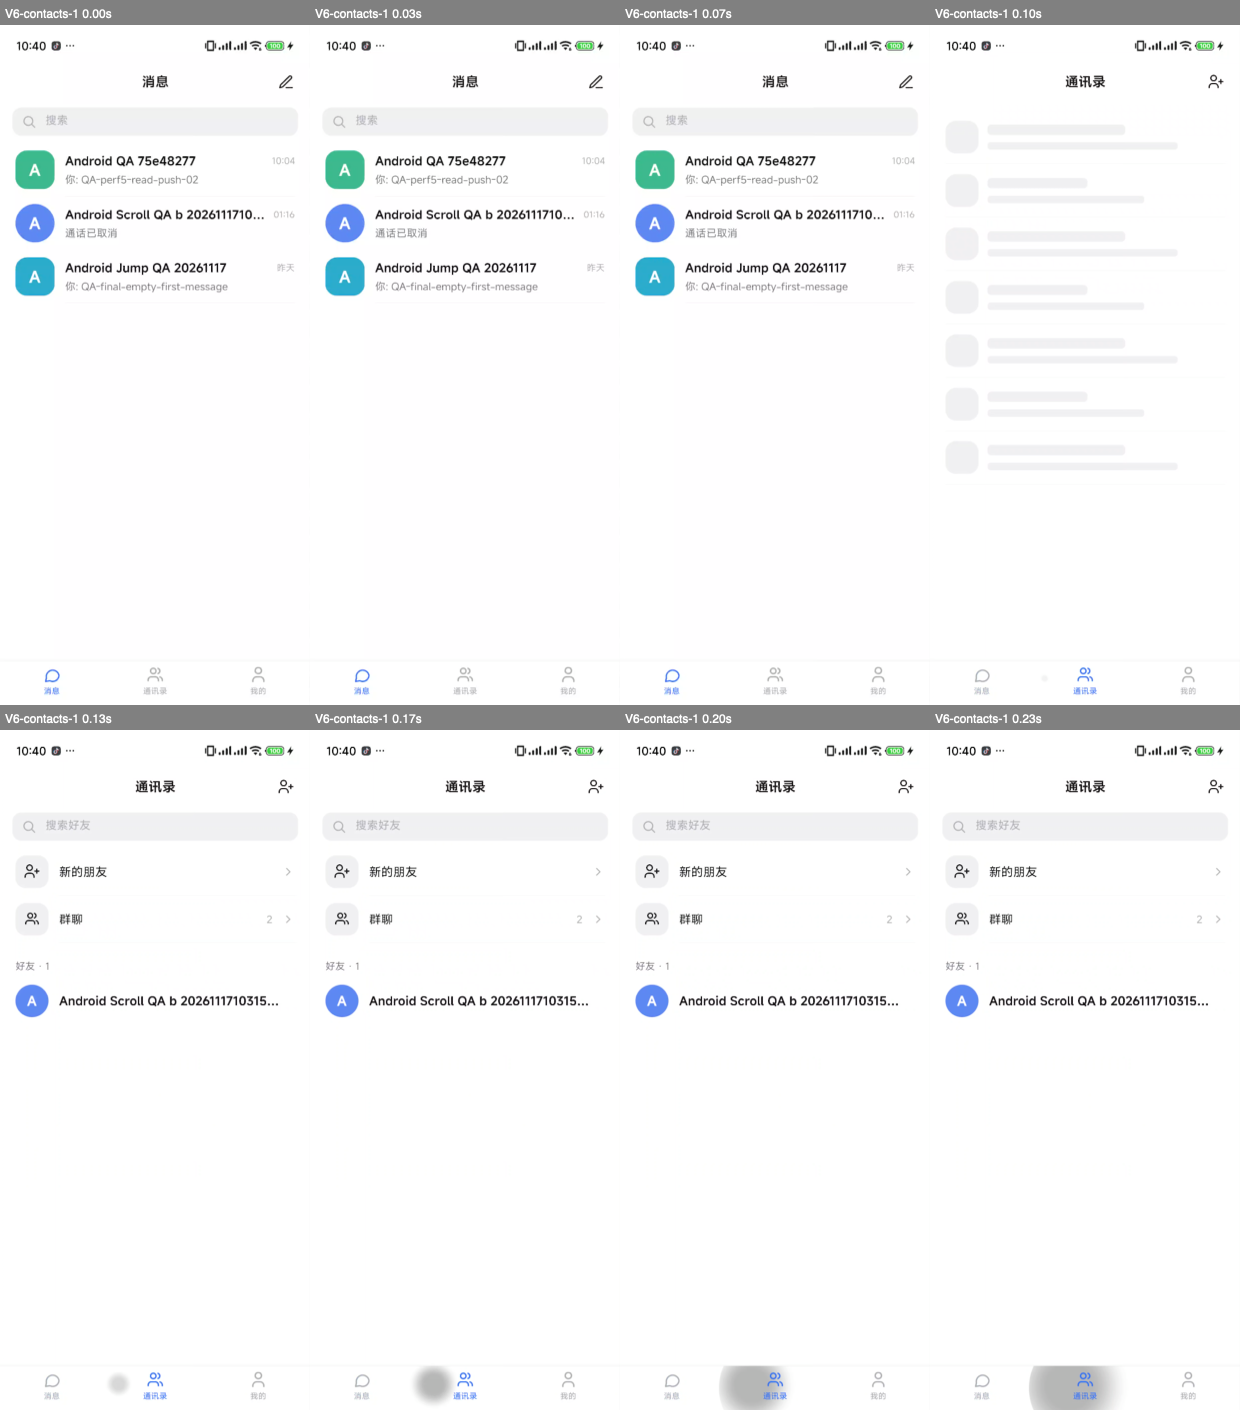 V6-contacts-1 0.00s
10:40
100
消息
搜索
A
Android QA 75e48277
10:04
你: QA-perf5-read-push-02
A
Android Scroll QA b 2026111710...
01:16
通话已取消
A
Android Jump QA 20261117
昨天
你: QA-final-empty-first-message
消息
通讯录
我的
V6-contacts-1 0.03s
10:40
100
消息
搜索
A
Android QA 75e48277
10:04
你: QA-perf5-read-push-02
A
Android Scroll QA b 2026111710...
01:16
通话已取消
A
Android Jump QA 20261117
昨天
你: QA-final-empty-first-message
消息
通讯录
我的
V6-contacts-1 0.07s
10:40
100
消息
搜索
A
Android QA 75e48277
10:04
你: QA-perf5-read-push-02
A
Android Scroll QA b 2026111710...
01:16
通话已取消
A
Android Jump QA 20261117
昨天
你: QA-final-empty-first-message
消息
通讯录
我的
V6-contacts-1 0.10s
10:40
100
通讯录
消息
通讯录
我的
V6-contacts-1 0.13s
10:40
100
通讯录
搜索好友
新的朋友
群聊
2
好友 · 1
A
Android Scroll QA b 2026111710315...
消息
通讯录
我的
V6-contacts-1 0.17s
10:40
100
通讯录
搜索好友
新的朋友
群聊
2
好友 · 1
A
Android Scroll QA b 2026111710315...
消息
通讯录
我的
V6-contacts-1 0.20s
10:40
100
通讯录
搜索好友
新的朋友
群聊
2
好友 · 1
A
Android Scroll QA b 2026111710315...
消息
通讯录
我的
V6-contacts-1 0.23s
10:40
100
通讯录
搜索好友
新的朋友
群聊
2
好友 · 1
A
Android Scroll QA b 2026111710315...
消息
通讯录
我的